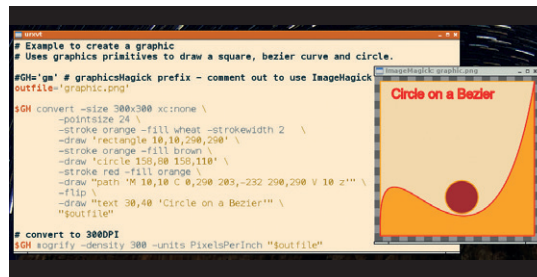 urxvt
# Example to create a graphic
# Uses graphics primitives to draw a square, bezier curve and circle.
#GH='gm' # graphicsMagick prefix - comment out to use ImageMagick
outfile='graphic.png'
$GH convert -size 300x300 xc:none \
-pointsize 24 \
-stroke orange -fill wheat -strokewidth 2 \
-draw 'rectangle 10,10,290,290' \
-stroke orange -fill brown \
-draw 'circle 158,80 158,110' \
-stroke red -fill orange \
-draw "path 'M 10,10 C 0,290 203,-232 290,290 V 10 z'" \
-flip \
-draw "text 30,40 'Circle on a Bezier'" \
"$outfile"
# convert to 300DPI
$GH mogrify -density 300 -units PixelsPerInch "$outfile"
ImageMagick: graphic.png
Circle on a Bezier